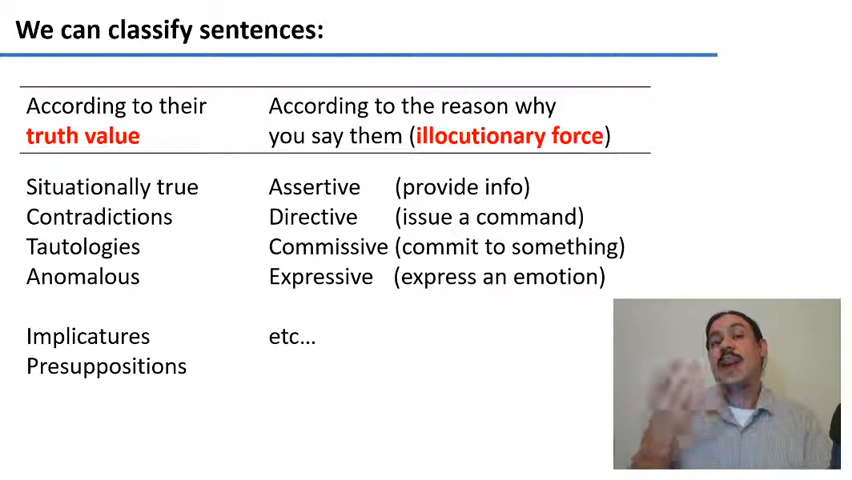 We can classify sentences:
According to their
truth value
According to the reason why
you say them (illocutionary force)
Situationally true
Contradictions
Tautologies
Anomalous
Implicatures
Presuppositions
Assertive (provide info)
Directive (issue a command)
Commissive (commit to something)
Expressive (express an emotion)
etc...